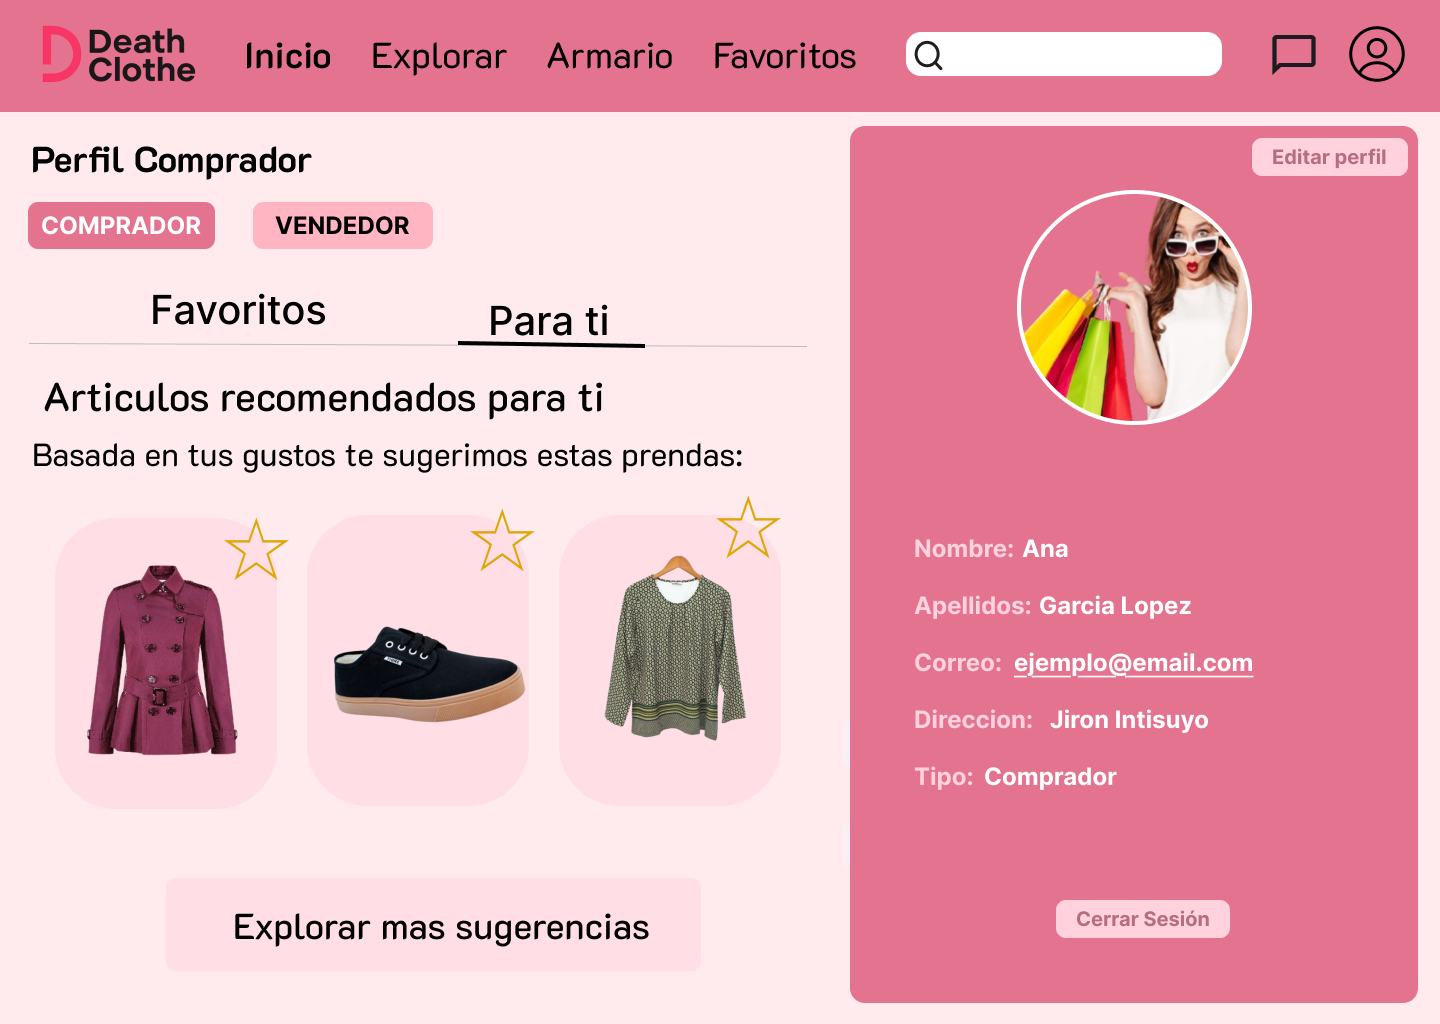 Death
Clothe
Inicio Explorar Armario Favoritos
Perfil Comprador
COMPRADOR VENDEDOR
Favoritos Para ti
Articulos recomendados para ti
Basada en tus gustos te sugerimos estas prendas:
Explorar mas sugerencias
Editar perfil
Nombre: Ana
Apellidos: Garcia Lopez
Correo: ejemplo@email.com
Direccion: Jiron Intisuyo
Tipo: Comprador
Cerrar Sesión